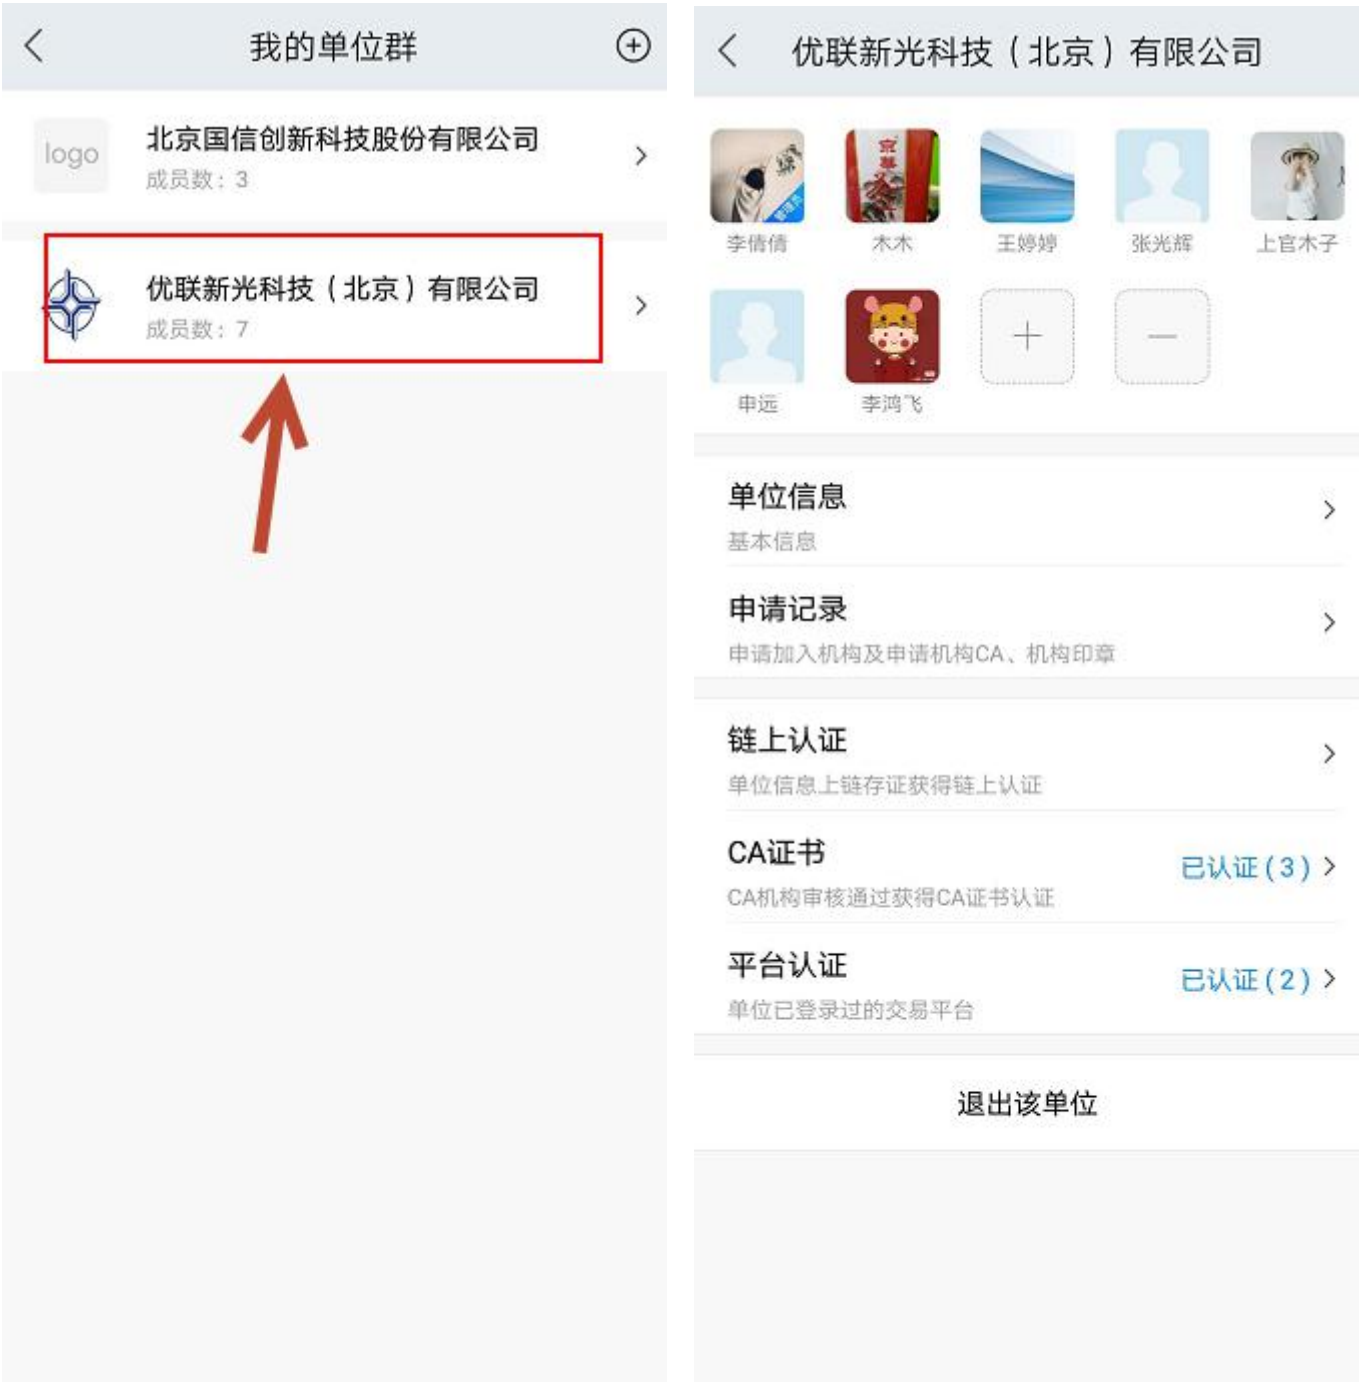 我的单位群
logo
北京国信创新科技股份有限公司
成员数：3
优联新光科技（北京）有限公司
成员数：7
优联新光科技（北京）有限公司
京
华
管理员
李倩倩
木木
王婷婷
张光辉
上官木子
申远
李鸿飞
单位信息
基本信息
申请记录
申请加入机构及申请机构CA、机构印章
链上认证
单位信息上链存证获得链上认证
CA证书
已认证(3)
CA机构审核通过获得CA证书认证
平台认证
已认证(2)
单位已登录过的交易平台
退出该单位